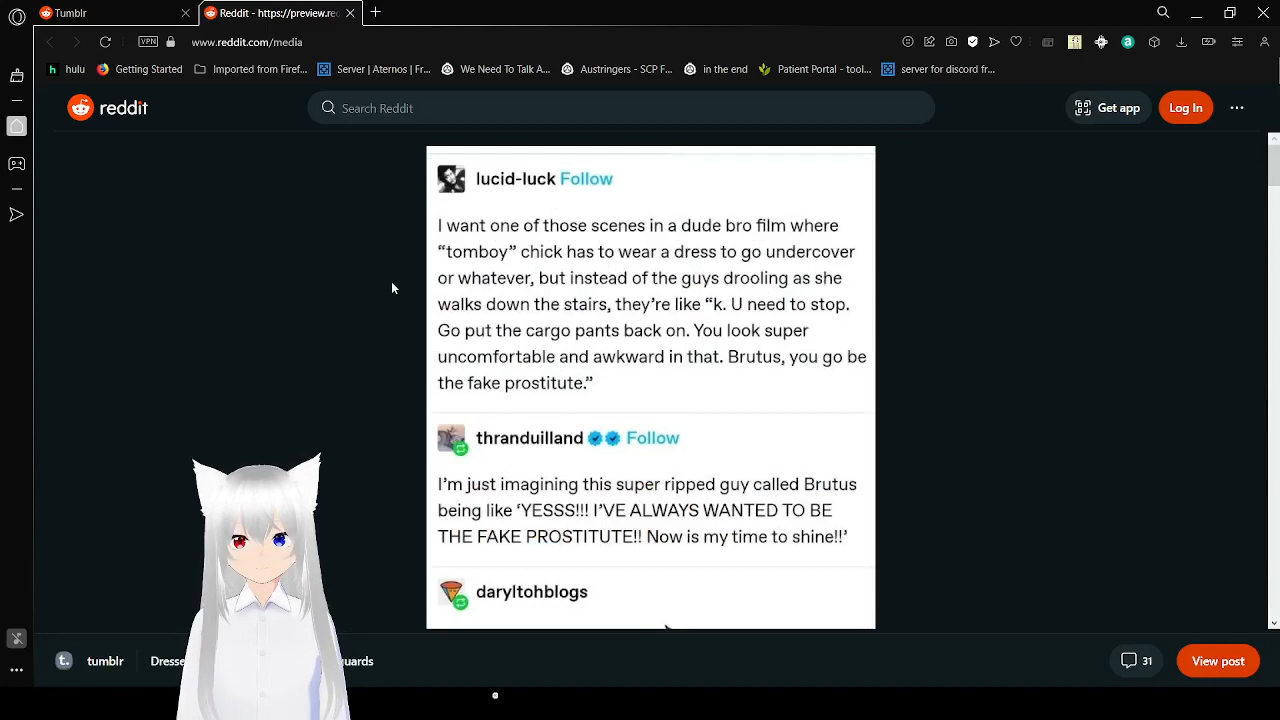 Tumblr
Reddit - https://preview.rec
VPN
www.reddit.com/media
hulu
Getting Started
Imported from Firef...
Server | Aternos | Fr...
We Need To Talk A...
Austringers - SCP F...
in the end
Patient Portal - tool...
server for discord fr...
reddit
Search Reddit
Get app
Log In
lucid-luck Follow
I want one of those scenes in a dude bro film where
“tomboy” chick has to wear a dress to go undercover
or whatever, but instead of the guys drooling as she
walks down the stairs, they’re like “k. U need to stop.
Go put the cargo pants back on. You look super
uncomfortable and awkward in that. Brutus, you go be
the fake prostitute.”
thranduilland Follow
I’m just imagining this super ripped guy called Brutus
being like ‘YESSS!!! I’VE ALWAYS WANTED TO BE
THE FAKE PROSTITUTE!! Now is my time to shine!!’
daryltohblogs
tumblr
Dresse
uards
31
View post